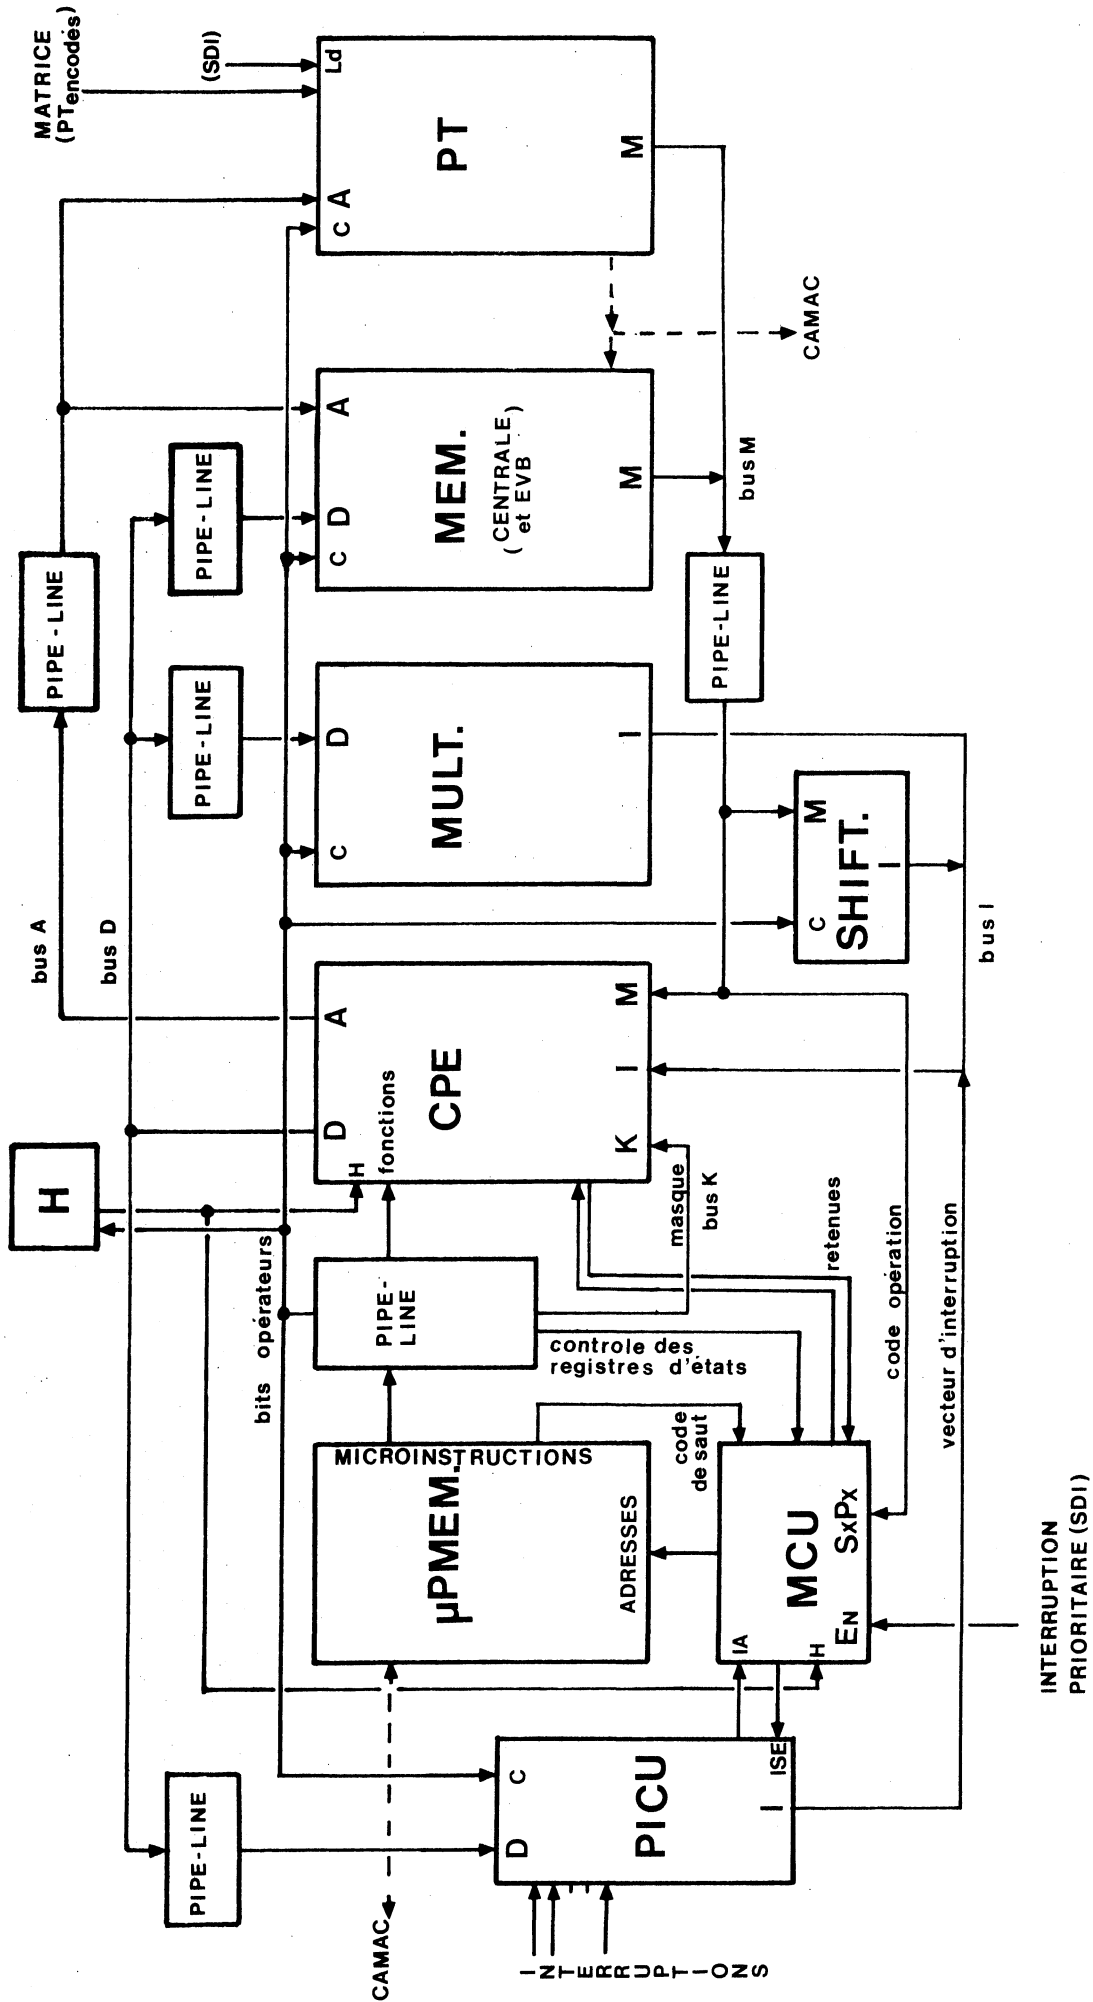 MATRICE
(PTencodés)
(SDI)
Ld
A
C
PT
M
CAMAC
PIPE-LINE
PIPE-LINE
A
D
C
MEM.
(CENTRALE
et EVB)
M
bus M
PIPE-LINE
PIPE-LINE
D
C
MULT.
I
PIPE-LINE
M
C
SHIFT.
I
bus A
bus D
bus I
H
A
D
H
fonctions
CPE
M
I
K
masque
bus K
retenues
code opération
vecteur d'interruption
bits opérateurs
PIPE-
LINE
controle des
registres d'états
MICROINSTRUCTIONS
µPMEM.
ADRESSES
code
de saut
MCU
SxPx
EN
IA
H
INTERRUPTION
PRIORITAIRE (SDI)
PIPE-LINE
CAMAC
C
D
PICU
ISE
I
INTERRUPTIONS